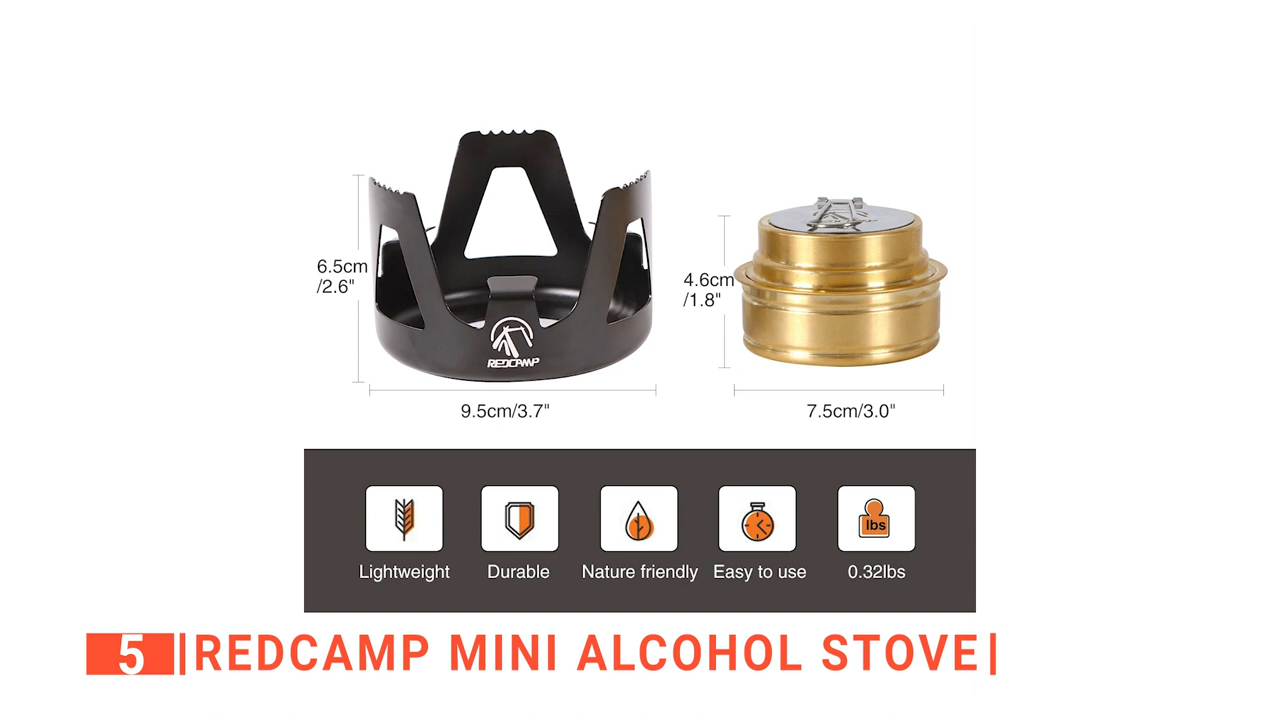 6.5cm
/2.6"
4.6cm
/1.8"
REDCAMP
9.5cm/3.7"
7.5cm/3.0"
lbs
Lightweight
Durable
Nature friendly
Easy to use
0.32lbs
5
REDCAMP MINI ALCOHOL STOVE